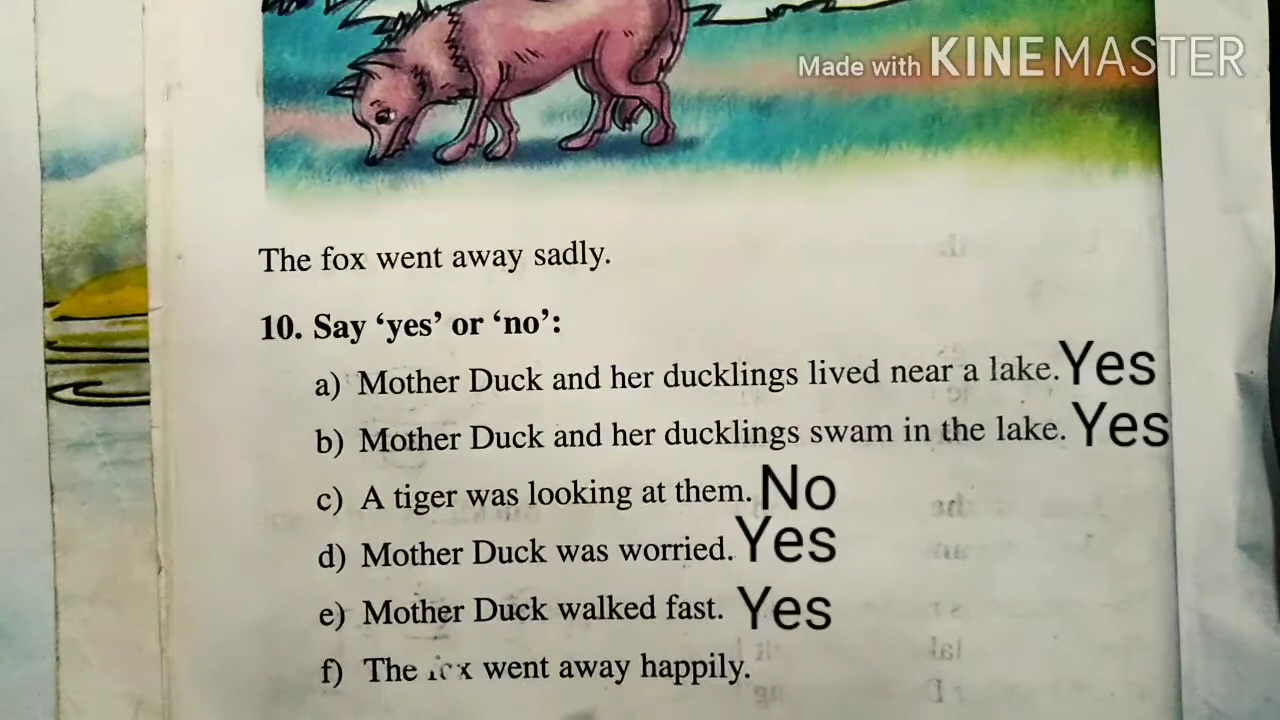 Made with KINEMASTER
The fox went away sadly.
10. Say ‘yes’ or ‘no’:
a) Mother Duck and her ducklings lived near a lake. Yes
b) Mother Duck and her ducklings swam in the lake. Yes
c) A tiger was looking at them. No
d) Mother Duck was worried. Yes
e) Mother Duck walked fast. Yes
f) The fox went away happily.